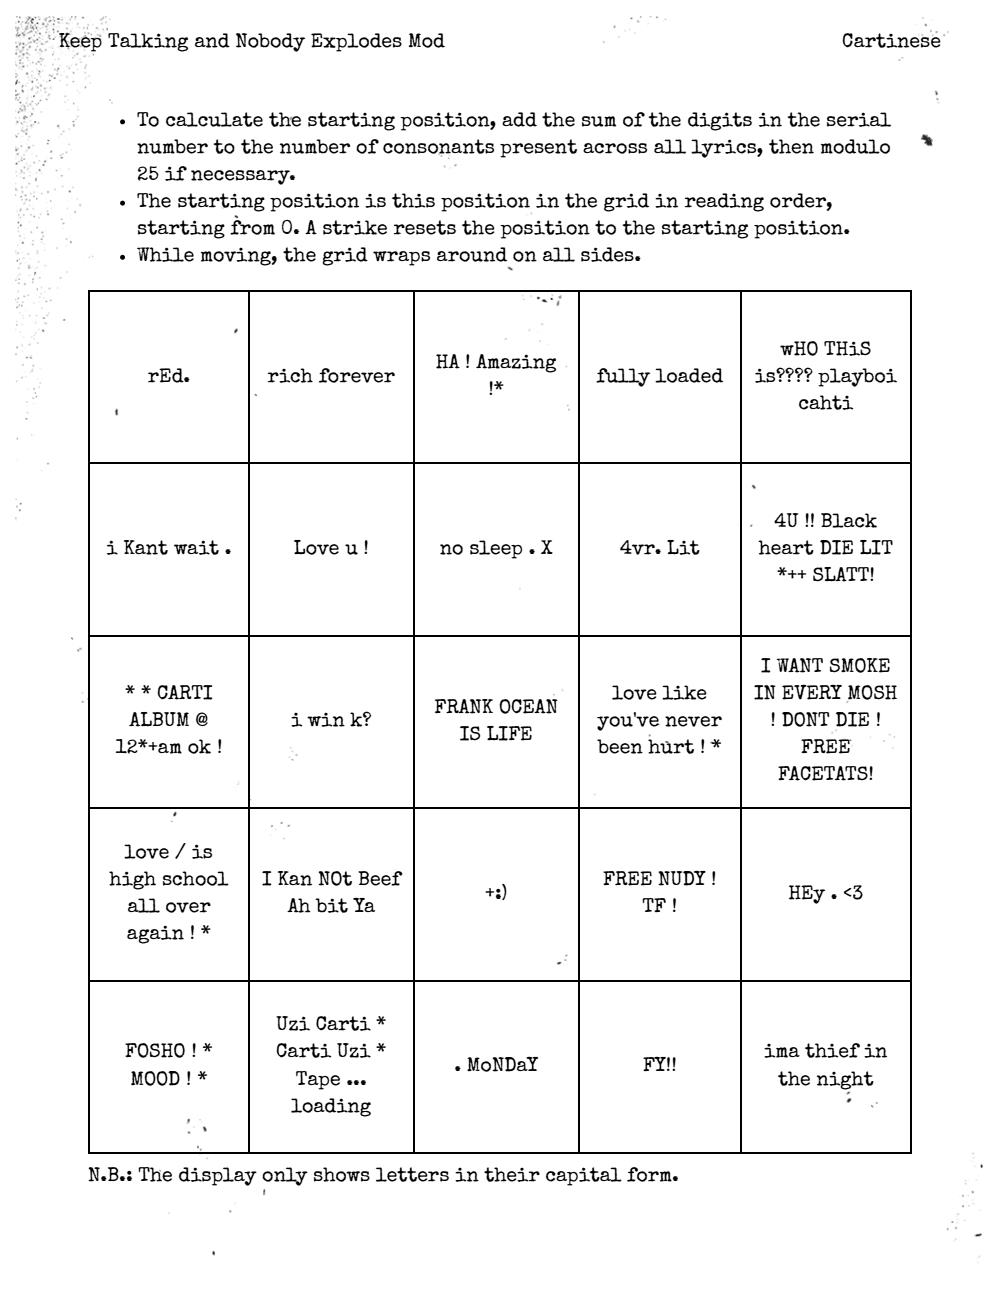 Keep Talking and Nobody Explodes Mod
Cartinese
• To calculate the starting position, add the sum of the digits in the serial
number to the number of consonants present across all lyrics, then modulo
25 if necessary.
• The starting position is this position in the grid in reading order,
starting from 0. A strike resets the position to the starting position.
• While moving, the grid wraps around on all sides.
rEd.
rich forever
HA ! Amazing
!*
fully loaded
wHO THiS
is???? playboi
cahti
i Kant wait .
Love u !
no sleep . X
4vr. Lit
4U !! Black
heart DIE LIT
*++ SLATT!
* * CARTI
ALBUM @
12*+am ok !
i win k?
FRANK OCEAN
IS LIFE
love like
you've never
been hurt ! *
I WANT SMOKE
IN EVERY MOSH
! DONT DIE !
FREE
FACETATS!
love / is
high school
all over
again ! *
I Kan NOt Beef
Ah bit Ya
+:)
FREE NUDY !
TF !
HEy . <3
FOSHO ! *
MOOD ! *
Uzi Carti *
Carti Uzi *
Tape ...
loading
. MoNDaY
FY!!
ima thief in
the night
N.B.: The display only shows letters in their capital form.